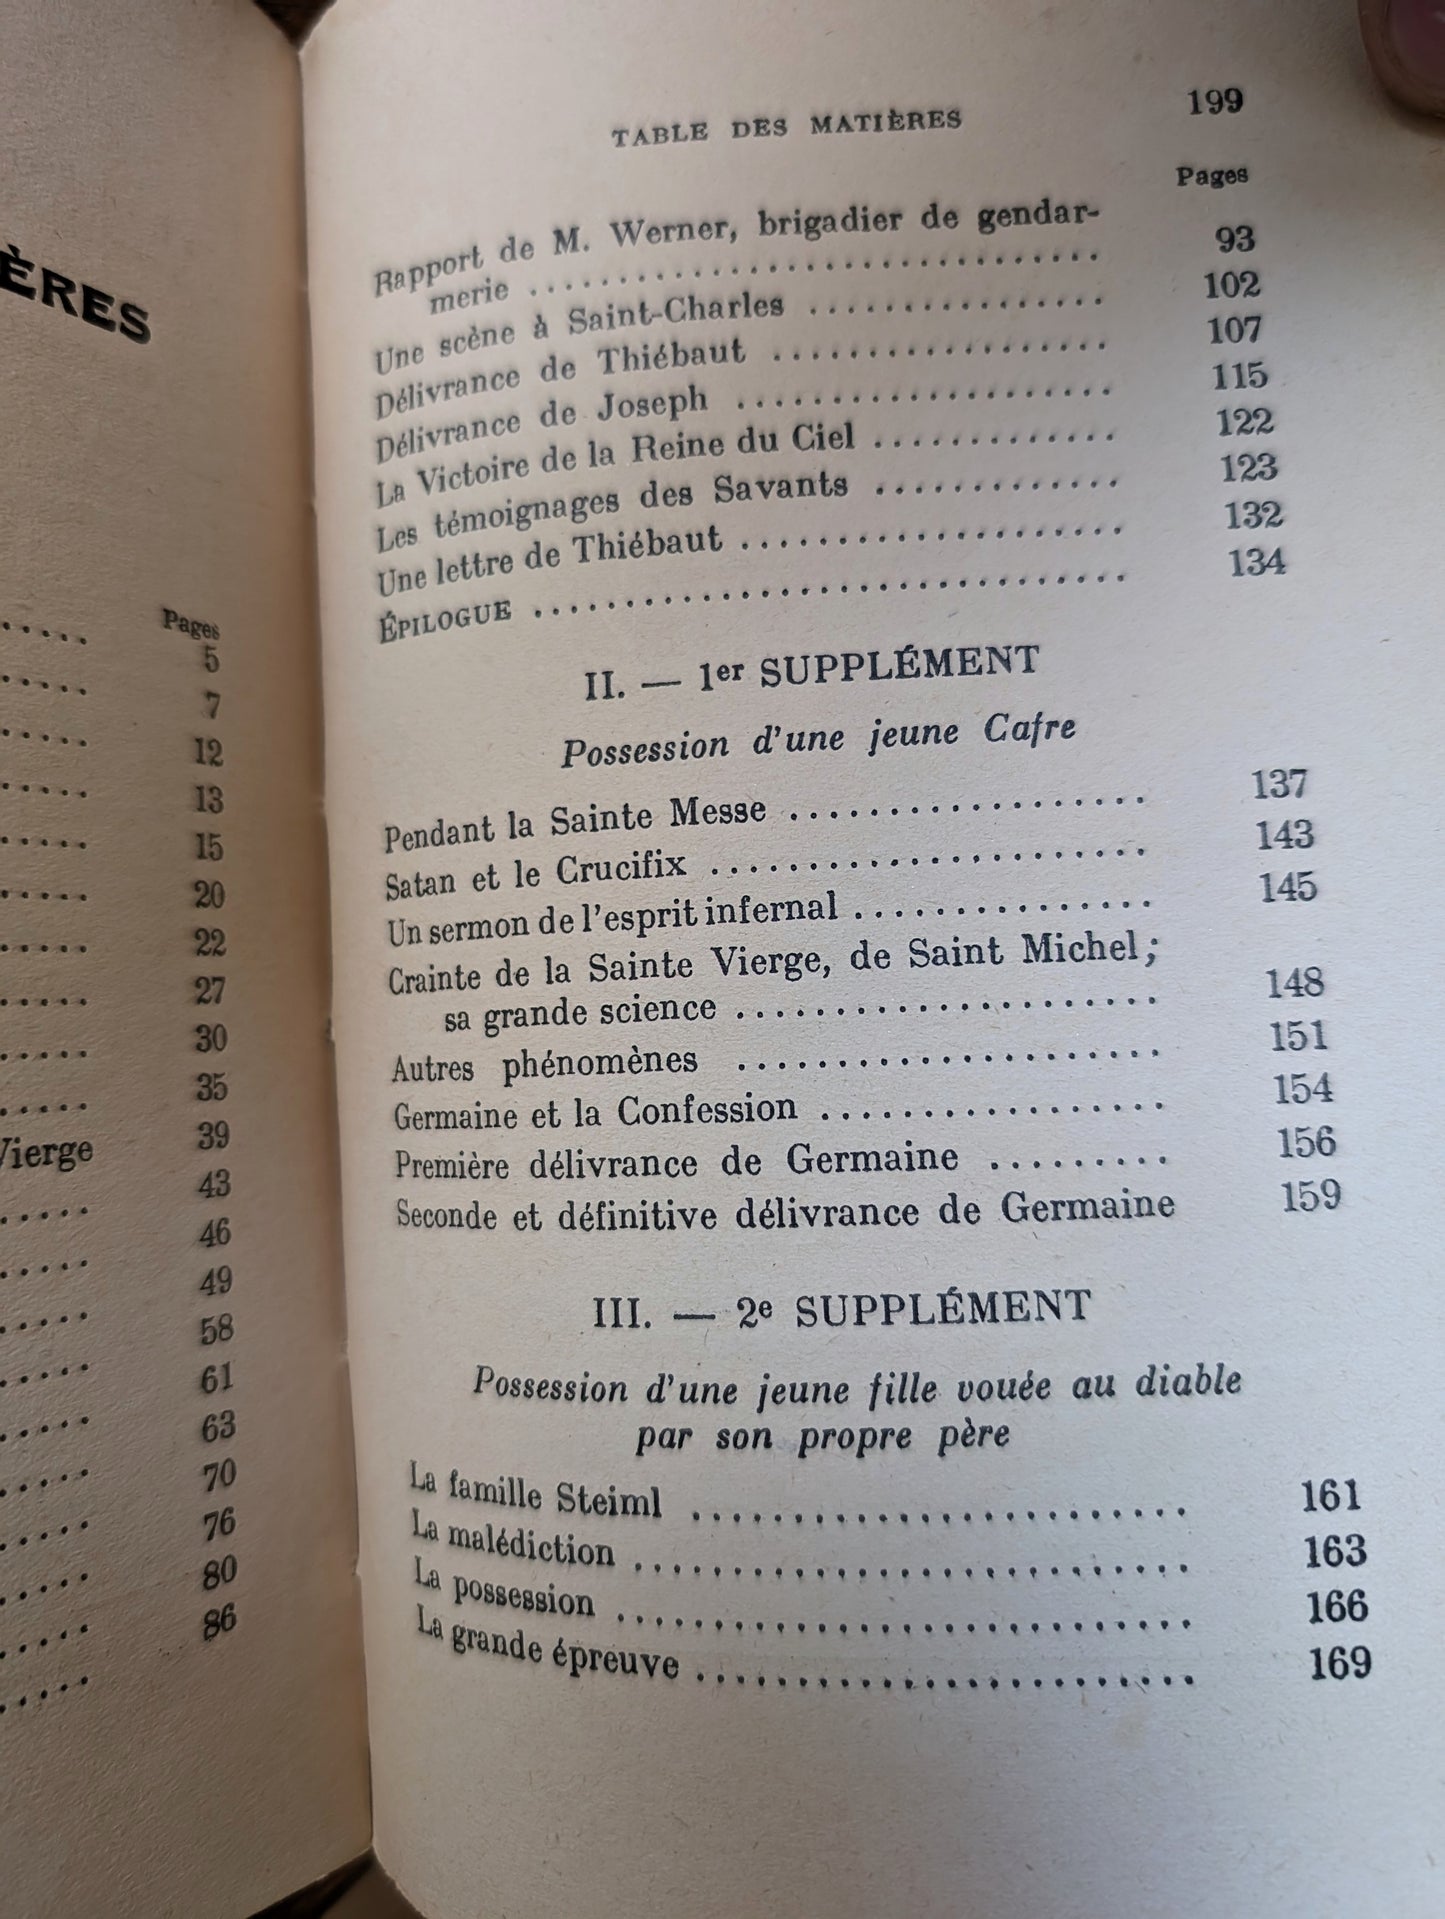 ÈRES
Pages
5
7
12
13
15
20
22
27
30
35
Vierge 39
43
46
49
58
61
63
70
76
80
86
TABLE DES MATIÈRES 199
Pages
Rapport de M. Werner, brigadier de gendar-
merie .............................. 93
Une scène à Saint-Charles ................ 102
Délivrance de Thiébaut .................. 107
Délivrance de Joseph .................... 115
La Victoire de la Reine du Ciel ............. 122
Les témoignages des Savants ............. 123
Une lettre de Thiébaut .................... 132
ÉPILOGUE ................................ 134
II. — 1er SUPPLÉMENT
Possession d'une jeune Cafre
Pendant la Sainte Messe ................... 137
Satan et le Crucifix ....................... 143
Un sermon de l'esprit infernal ................ 145
Crainte de la Sainte Vierge, de Saint Michel;
sa grande science ...................... 148
Autres phénomènes ...................... 151
Germaine et la Confession .................. 154
Première délivrance de Germaine ......... 156
Seconde et définitive délivrance de Germaine 159
III. — 2e SUPPLÉMENT
Possession d'une jeune fille vouée au diable
par son propre père
La famille Steiml ......................... 161
La malédiction ............................ 163
La possession ............................. 166
La grande épreuve ......................... 169